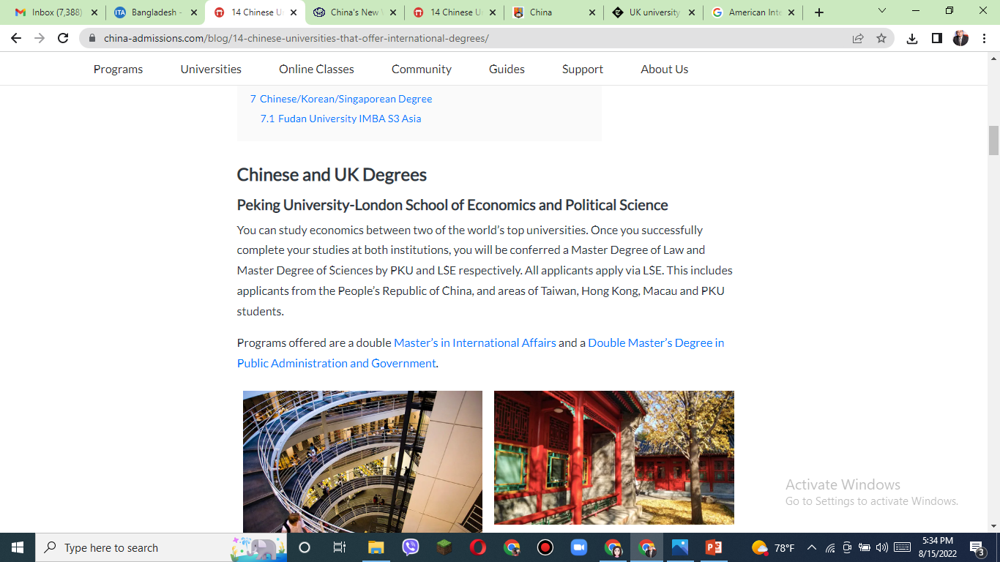 Inbox (7,388)
Bangladesh -
14 Chinese U
China's New
14 Chinese U
China
UK university
American Inte
china-admissions.com/blog/14-chinese-universities-that-offer-international-degrees/
Programs
Universities
Online Classes
Community
Guides
Support
About Us
7 Chinese/Korean/Singaporean Degree
7.1 Fudan University IMBA S3 Asia
Chinese and UK Degrees
Peking University-London School of Economics and Political Science
You can study economics between two of the world's top universities. Once you successfully
complete your studies at both institutions, you will be conferred a Master Degree of Law and
Master Degree of Sciences by PKU and LSE respectively. All applicants apply via LSE. This includes
applicants from the People's Republic of China, and areas of Taiwan, Hong Kong, Macau and PKU
students.
Programs offered are a double Master's in International Affairs and a Double Master's Degree in
Public Administration and Government.
Activate Windows
Go to Settings to activate Windows.
Type here to search
78°F
5:34 PM
8/15/2022
3